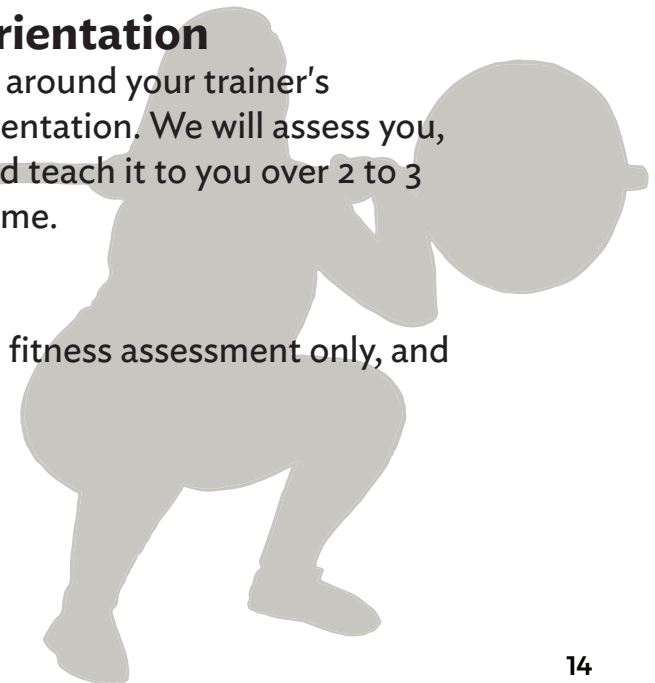 rientation
around your trainer's
entation. We will assess you,
d teach it to you over 2 to 3
me.
fitness assessment only, and
14